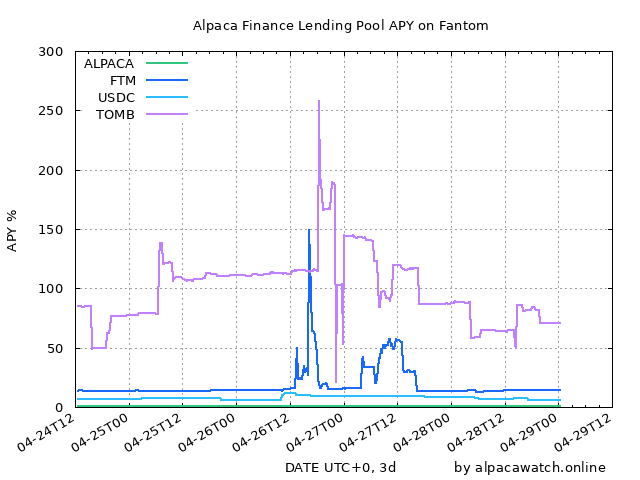 Alpaca Finance Lending Pool APY on Fantom
300
250
200
150
100
50
0
APY %
ALPACA
FTM
USDC
TOMB
04-24T12
04-25T00
04-25T12
04-26T00
04-26T12
04-27T00
04-27T12
04-28T00
04-28T12
04-29T00
04-29T12
DATE UTC+0, 3d
by alpacawatch.online